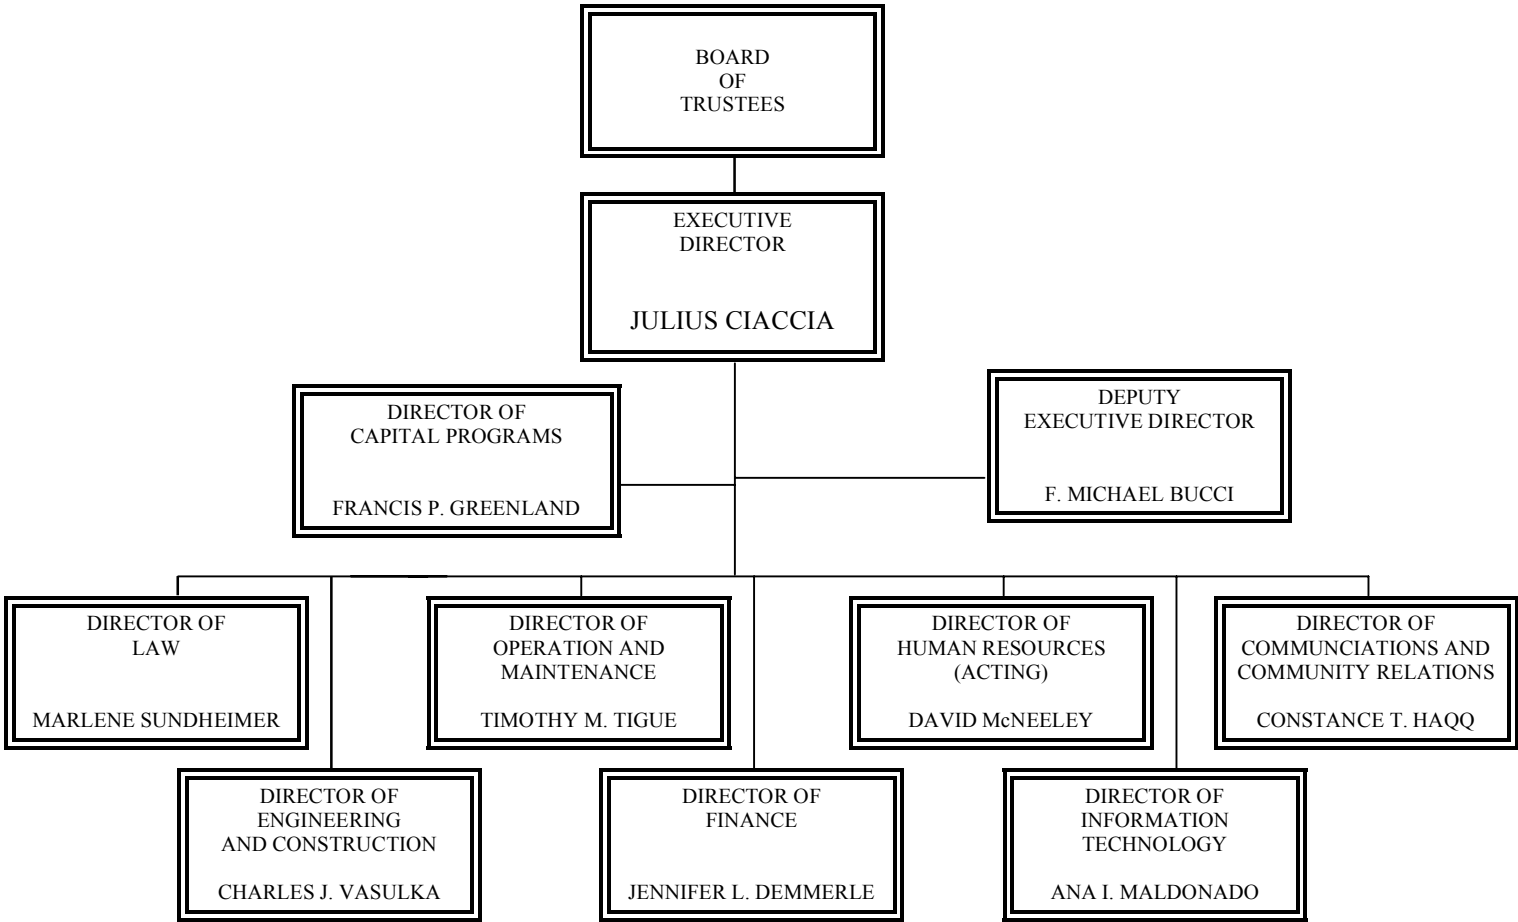 BOARD
OF
TRUSTEES
EXECUTIVE
DIRECTOR
JULIUS CIACCIA
DIRECTOR OF
CAPITAL PROGRAMS
FRANCIS P. GREENLAND
DEPUTY
EXECUTIVE DIRECTOR
F. MICHAEL BUCCI
DIRECTOR OF
LAW
MARLENE SUNDHEIMER
DIRECTOR OF
OPERATION AND
MAINTENANCE
TIMOTHY M. TIGUE
DIRECTOR OF
HUMAN RESOURCES
(ACTING)
DAVID McNEELEY
DIRECTOR OF
COMMUNCIATIONS AND
COMMUNITY RELATIONS
CONSTANCE T. HAQQ
DIRECTOR OF
ENGINEERING
AND CONSTRUCTION
CHARLES J. VASULKA
DIRECTOR OF
FINANCE
JENNIFER L. DEMMERLE
DIRECTOR OF
INFORMATION
TECHNOLOGY
ANA I. MALDONADO